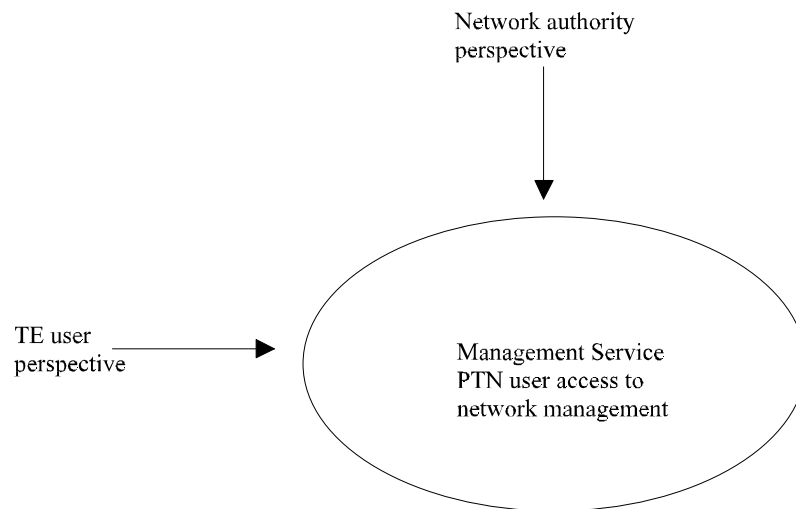 Network authority
perspective
TE user
perspective
Management Service
PTN user access to
network management